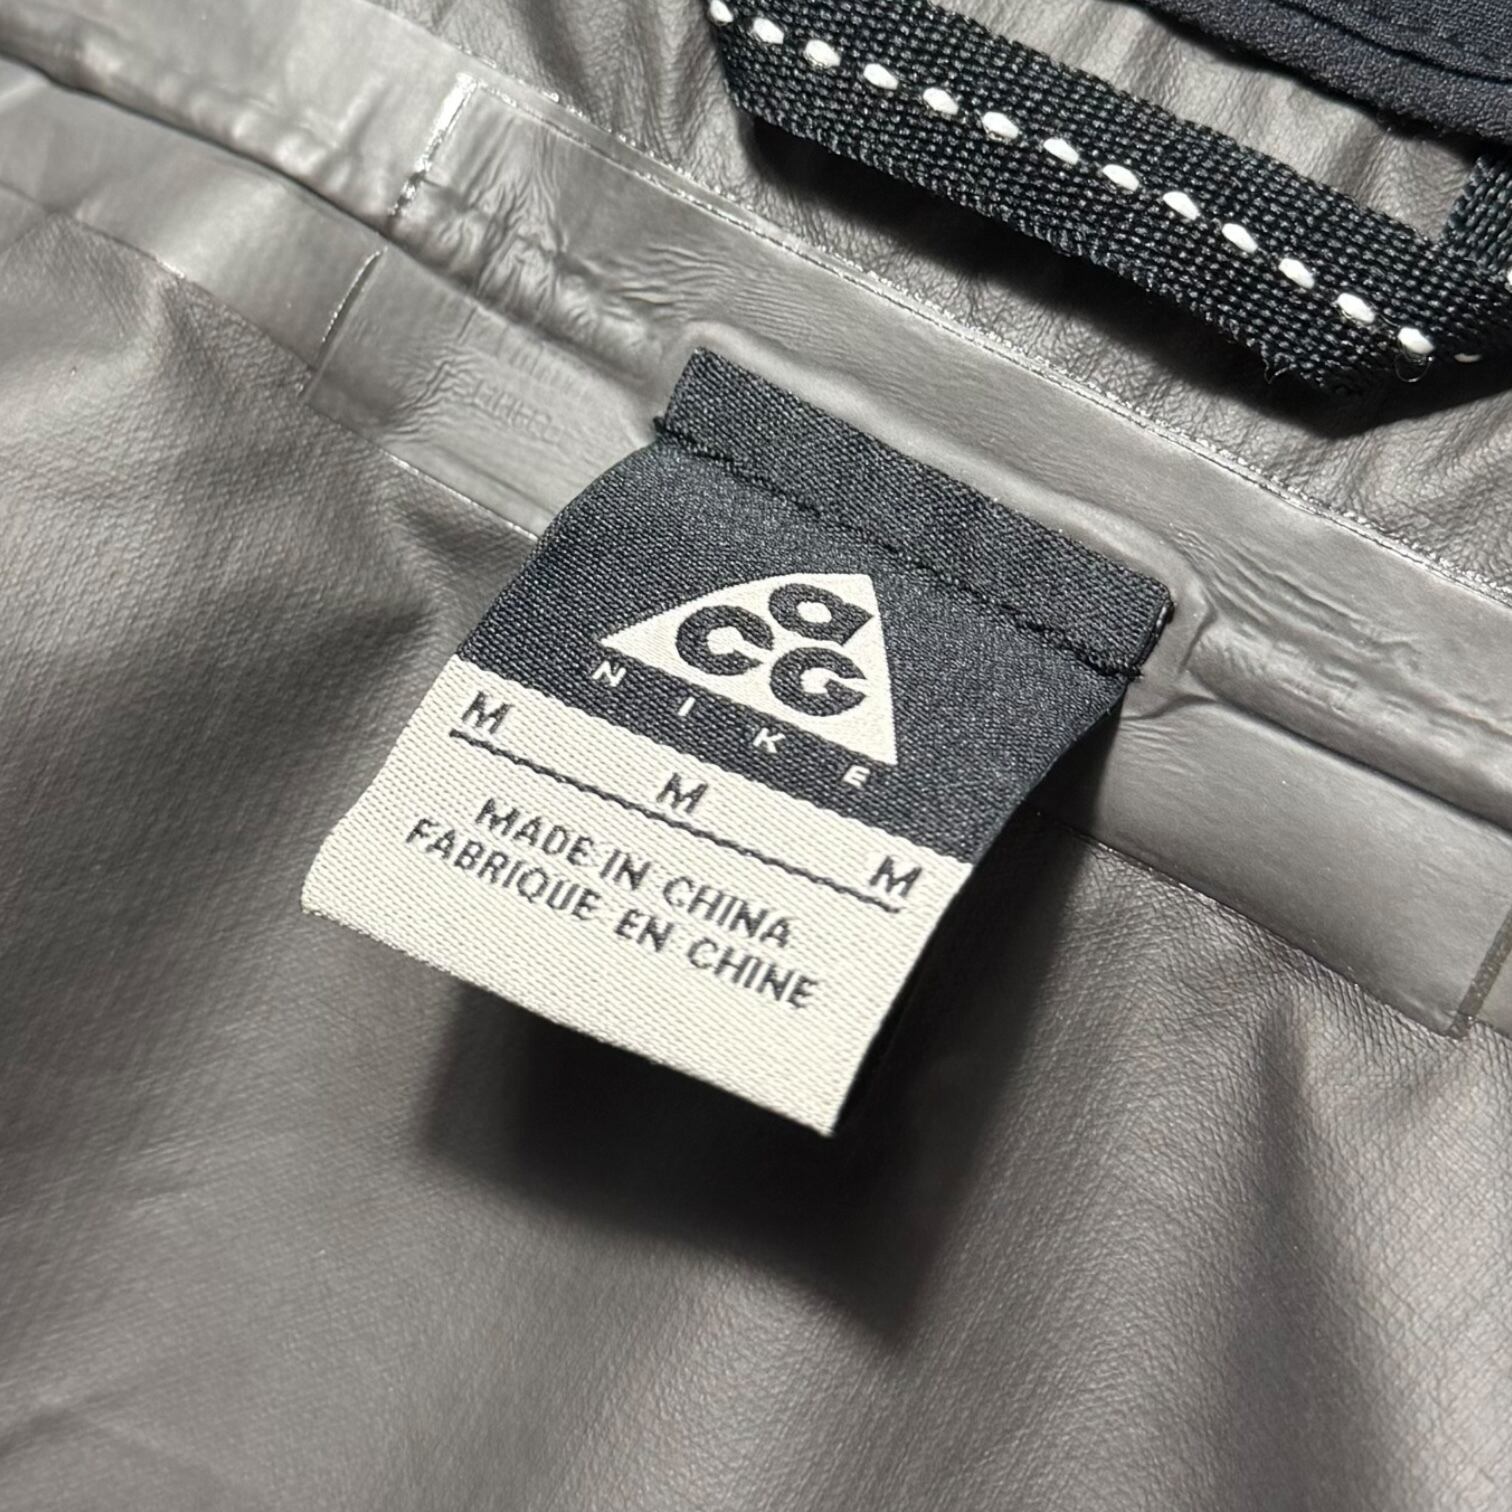 acG
NIKE
M M M
MADE IN CHINA
FABRIQUE EN CHINE